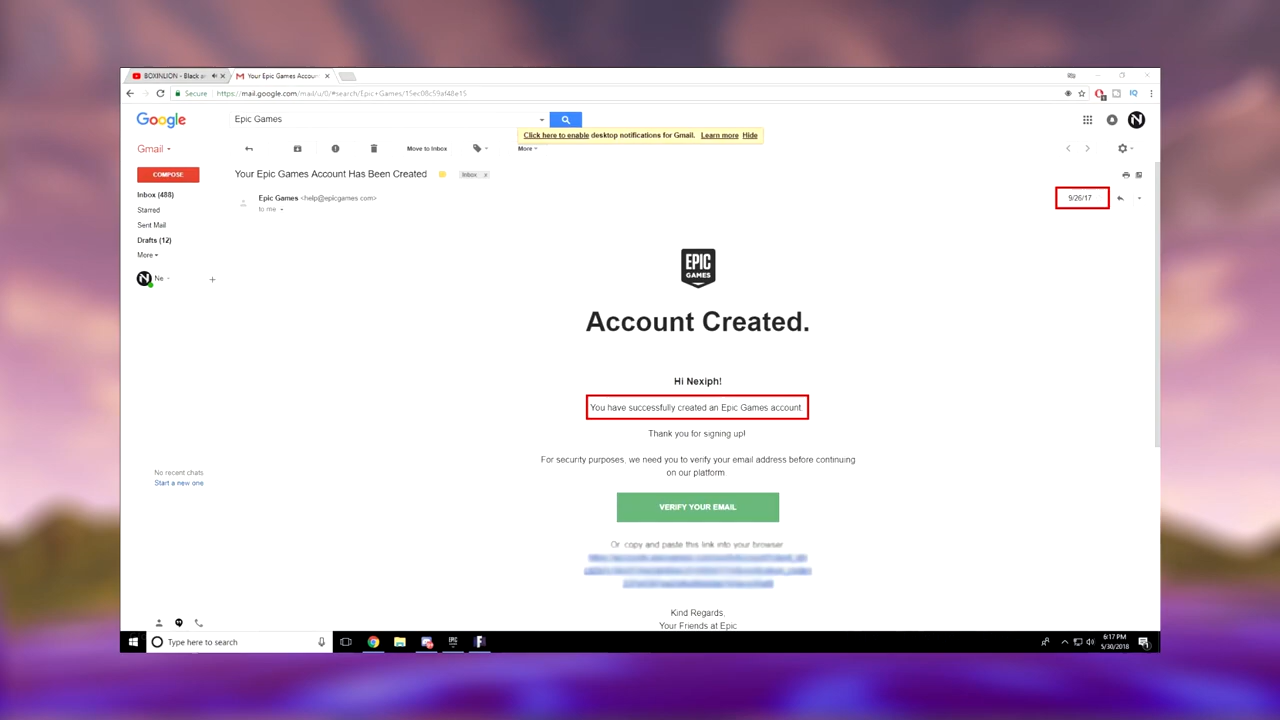 BOXINLION - Black a
Your Epic Games Accou
Secure
https://mail.google.com/mail/u/0/#search/Epic+Games/15ec08c59af48e15
IQ
Google
Epic Games
Click here to enable desktop notifications for Gmail. Learn more Hide
Gmail
Move to Inbox
More
COMPOSE
Your Epic Games Account Has Been Created
Inbox x
Inbox (488)
Epic Games <help@epicgames.com>
9/26/17
Starred
to me
Sent Mail
Drafts (12)
More
Ne
EPIC
GAMES
Account Created.
Hi Nexiph!
You have successfully created an Epic Games account.
Thank you for signing up!
For security purposes, we need you to verify your email address before continuing
on our platform
No recent chats
Start a new one
VERIFY YOUR EMAIL
Or copy and paste this link into your browser
Kind Regards,
Your Friends at Epic
Type here to search
6:17 PM
5/30/2018